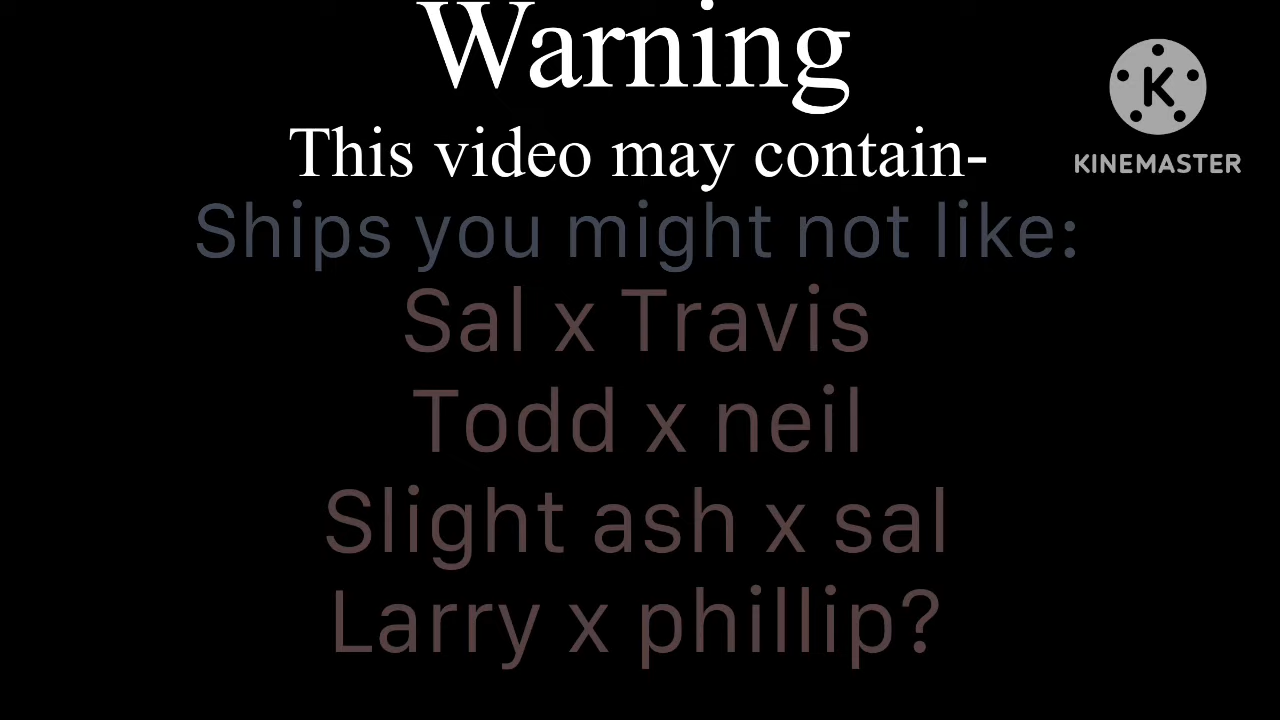 Warning
This video may contain-
Ships you might not like:
Sal x Travis
Todd x neil
Slight ash x sal
Larry x phillip?
K
KINEMASTER